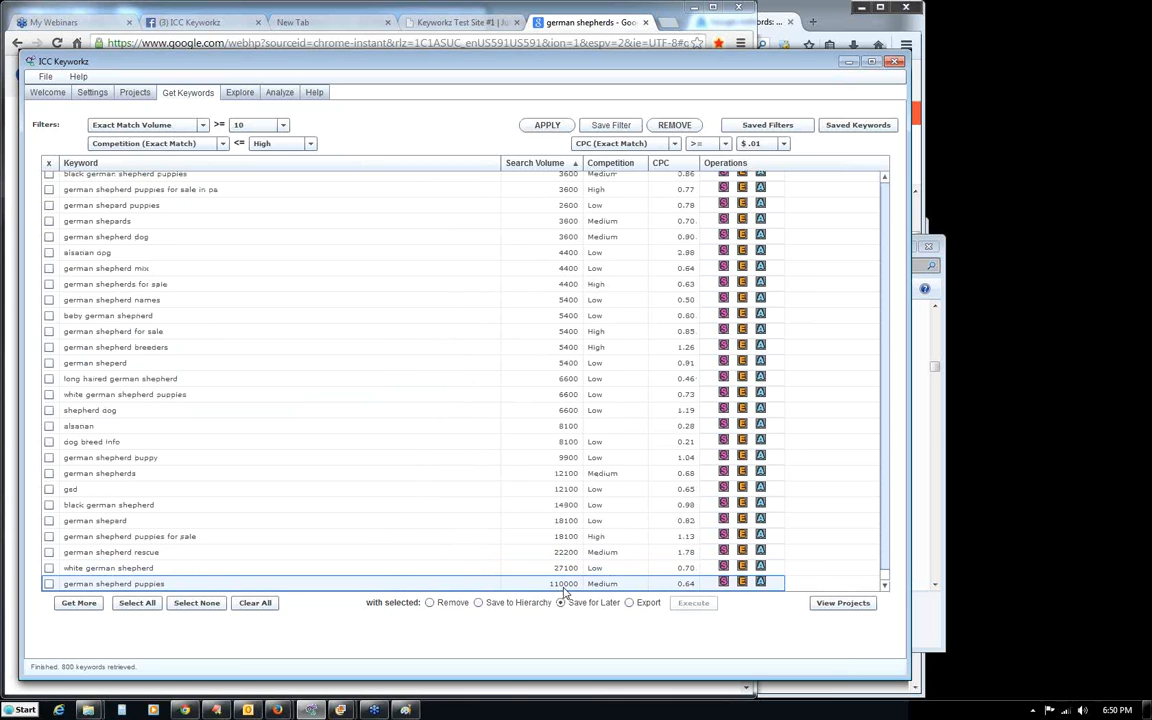 My Webinars
(3) ICC Keyworkz
New Tab
Keyworkz Test Site #1 | Ju
german shepherds - Goo
https://www.google.com/webhp?sourceid=chrome-instant&rlz=1C1ASUC_enUS591US591&ion=1&espv=2&ie=UTF-8#q
ICC Keyworkz
File Help
Welcome Settings Projects Get Keywords Explore Analyze Help
Filters: Exact Match Volume >= 10 APPLY Save Filter REMOVE Saved Filters Saved Keywords
Competition (Exact Match) <= High CPC (Exact Match) >= $ .01
x Keyword Search Volume Competition CPC Operations
black german shepherd puppies 3600 Medium 0.86 S E A
german shepherd puppies for sale in pa 3600 High 0.77 S E A
german shepard puppies 2600 Low 0.78 S E A
german shepards 3600 Medium 0.70 S E A
german shepherd dog 3600 Medium 0.90 S E A
alsatian dog 4400 Low 2.88 S E A
german shepherd mix 4400 Low 0.64 S E A
german shepherds for sale 4400 High 0.63 S E A
german shepherd names 5400 Low 0.50 S E A
baby german shepherd 5400 Low 0.60 S E A
german shepherd for sale 5400 High 0.85 S E A
german shepherd breeders 5400 High 1.26 S E A
german sheperd 5400 Low 0.91 S E A
long haired german shepherd 6600 Low 0.46 S E A
white german shepherd puppies 6600 Low 0.73 S E A
shepherd dog 6600 Low 1.19 S E A
alsatian 8100 Low 0.28 S E A
dog breed info 8100 Low 0.21 S E A
german shepherd puppy 9900 Low 1.04 S E A
german shepherds 12100 Medium 0.68 S E A
gsd 12100 Low 0.65 S E A
black german shepherd 14800 Low 0.98 S E A
german sheperd 18100 Low 0.82 S E A
german shepherd puppies for sale 18100 High 1.13 S E A
german shepherd rescue 22200 Medium 1.78 S E A
white german shepherd 27100 Low 0.70 S E A
german shepherd puppies 110000 Medium 0.64 S E A
Get More Select All Select None Clear All with selected: Remove Save to Hierarchy Save for Later Export Execute View Projects
Finished. 800 keywords retrieved.
Start 6:50 PM